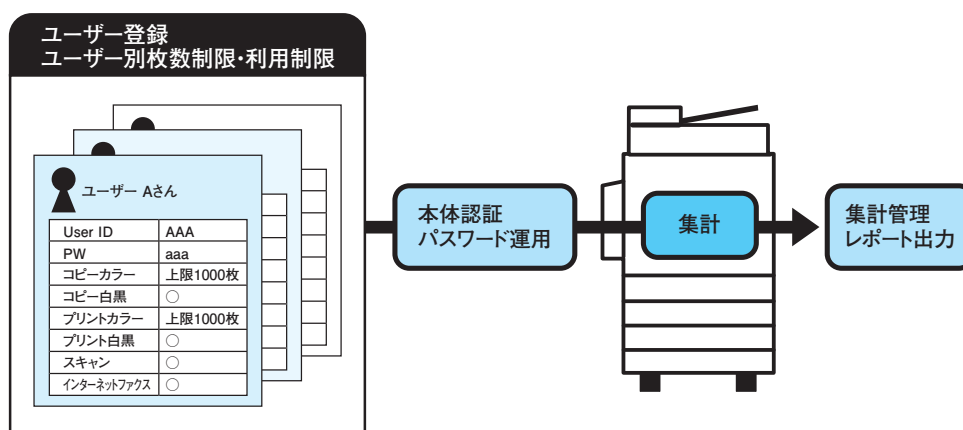 ユーザー登録
ユーザー別枚数制限・利用制限
ユーザー Aさん
User ID AAA
PW aaa
コピーカラー 上限1000枚
コピー白黒 ○
プリントカラー 上限1000枚
プリント白黒 ○
スキャン ○
インターネットファクス ○
本体認証
パスワード運用
集計
集計管理
レポート出力